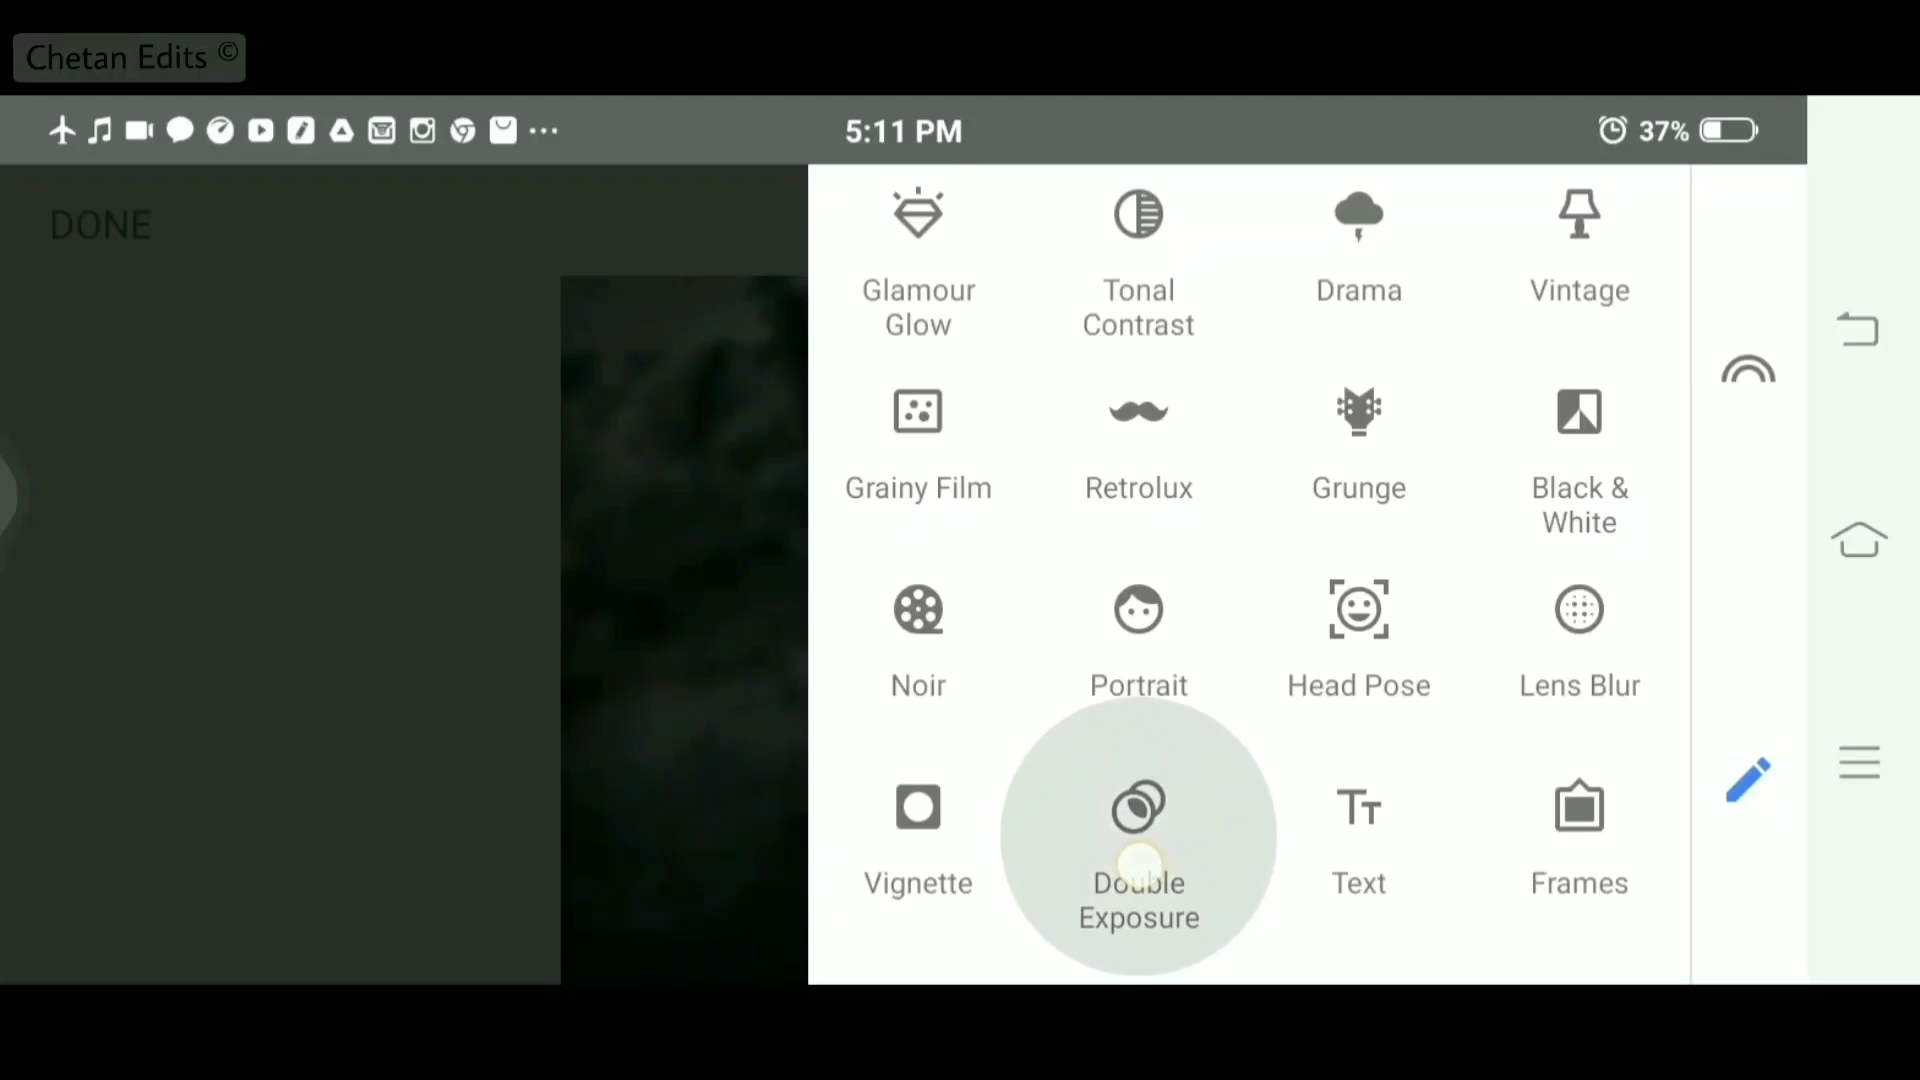 Chetan Edits ©
5:11 PM
37%
DONE
Glamour
Glow
Tonal
Contrast
Drama
Vintage
Grainy Film
Retrolux
Grunge
Black &
White
Noir
Portrait
Head Pose
Lens Blur
Vignette
Double
Exposure
Text
Frames